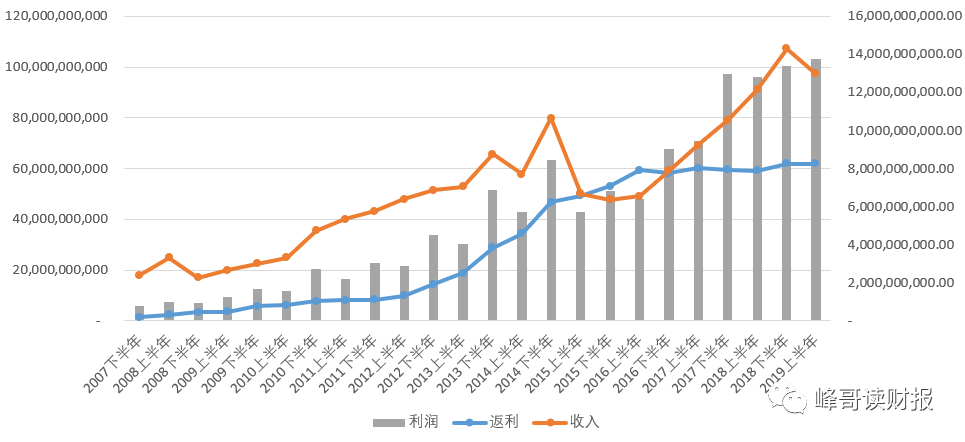 120,000,000,000
100,000,000,000
80,000,000,000
60,000,000,000
40,000,000,000
20,000,000,000
-
16,000,000,000.00
14,000,000,000.00
12,000,000,000.00
10,000,000,000.00
8,000,000,000.00
6,000,000,000.00
4,000,000,000.00
2,000,000,000.00
-
2007下半年
2008上半年
2008下半年
2009上半年
2009下半年
2010上半年
2010下半年
2011上半年
2011下半年
2012上半年
2012下半年
2013上半年
2013下半年
2014上半年
2014下半年
2015上半年
2015下半年
2016上半年
2016下半年
2017上半年
2017下半年
2018上半年
2018下半年
2019上半年
利润 返利 收入
峰哥读财报